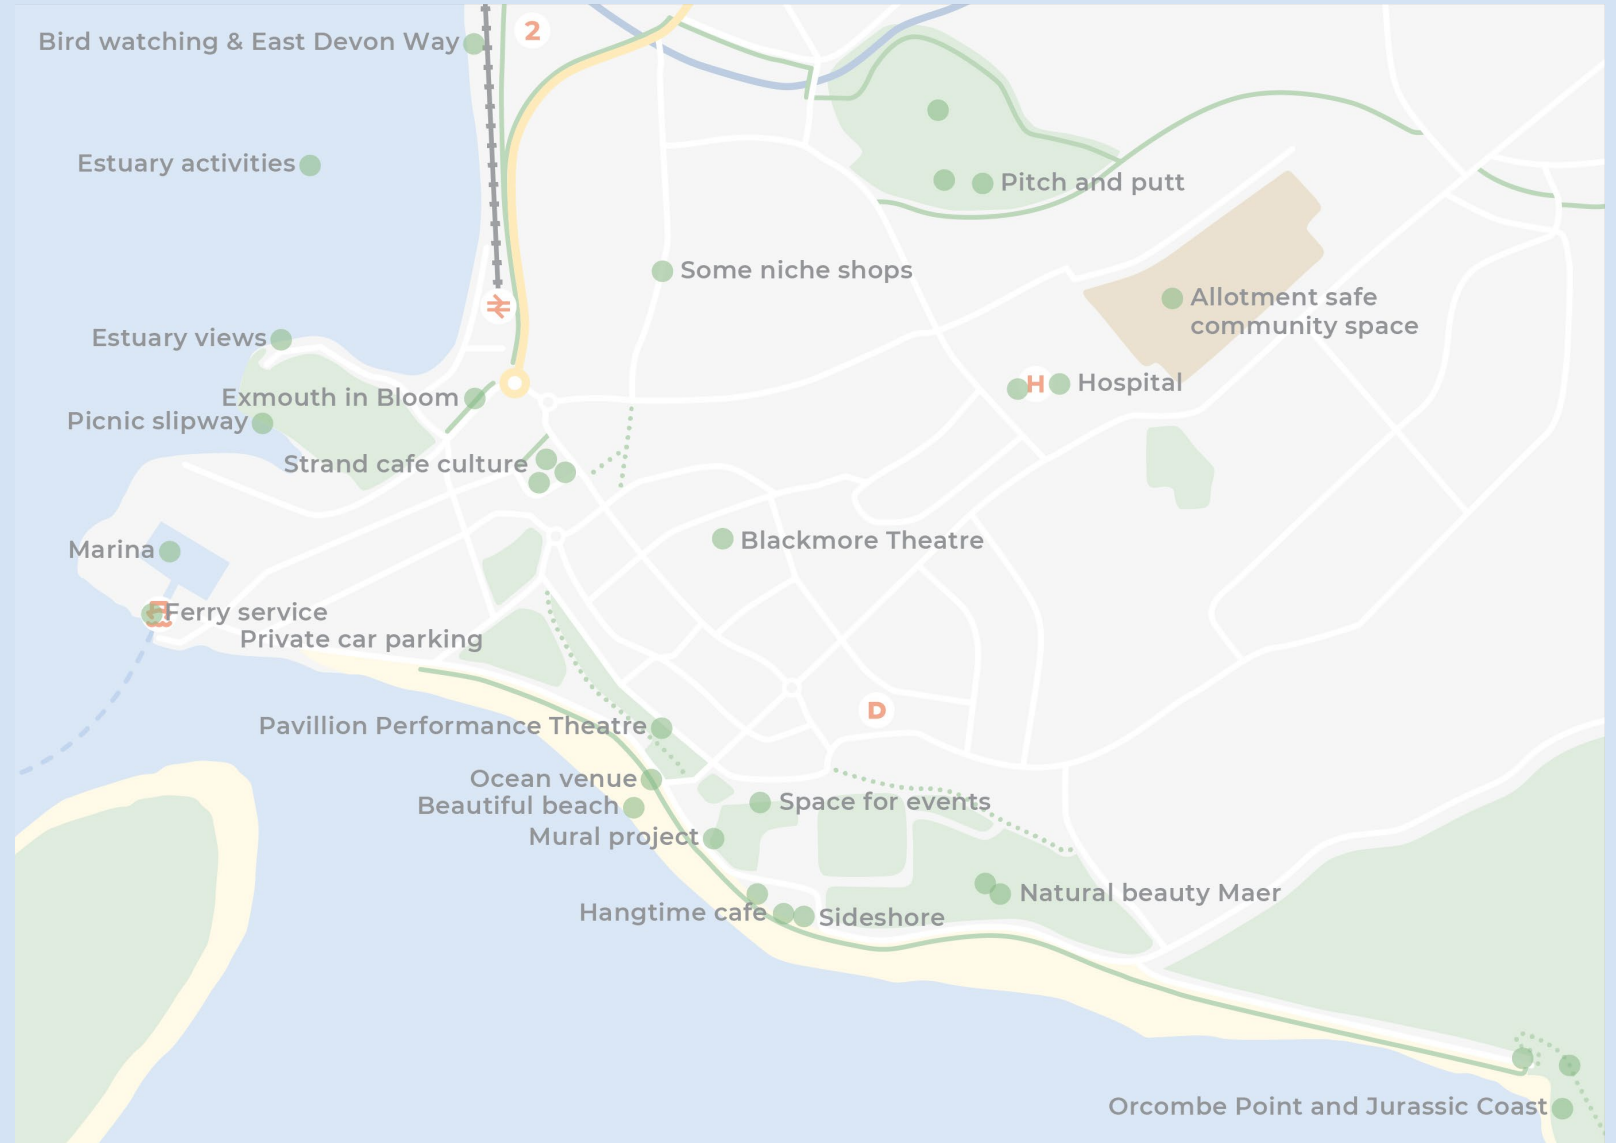 Bird watching & East Devon Way
2
Estuary activities
Pitch and putt
Some niche shops
Allotment safe
community space
Estuary views
Exmouth in Bloom
H
Hospital
Picnic slipway
Strand cafe culture
Blackmore Theatre
Marina
Ferry service
Private car parking
D
Pavillion Performance Theatre
Ocean venue
Space for events
Beautiful beach
Mural project
Natural beauty Maer
Hangtime cafe
Sideshore
Orcombe Point and Jurassic Coast